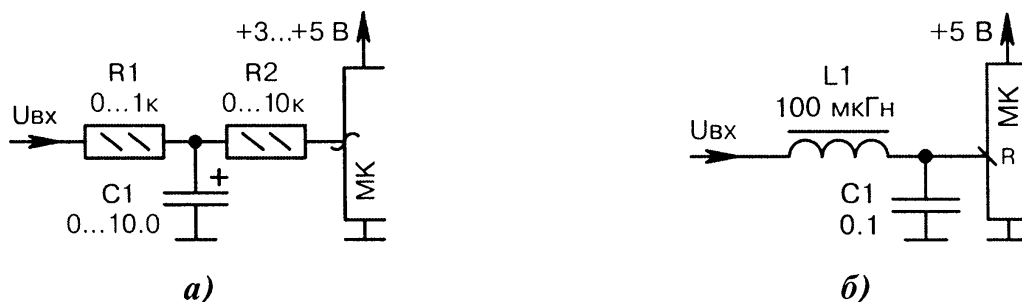 +3...+5 В
R1
R2
0...1к
0...10к
Uвх
МК
+
C1
0...10.0
а)
+5 В
L1
100 мкГн
МК
Uвх
R
C1
0.1
б)